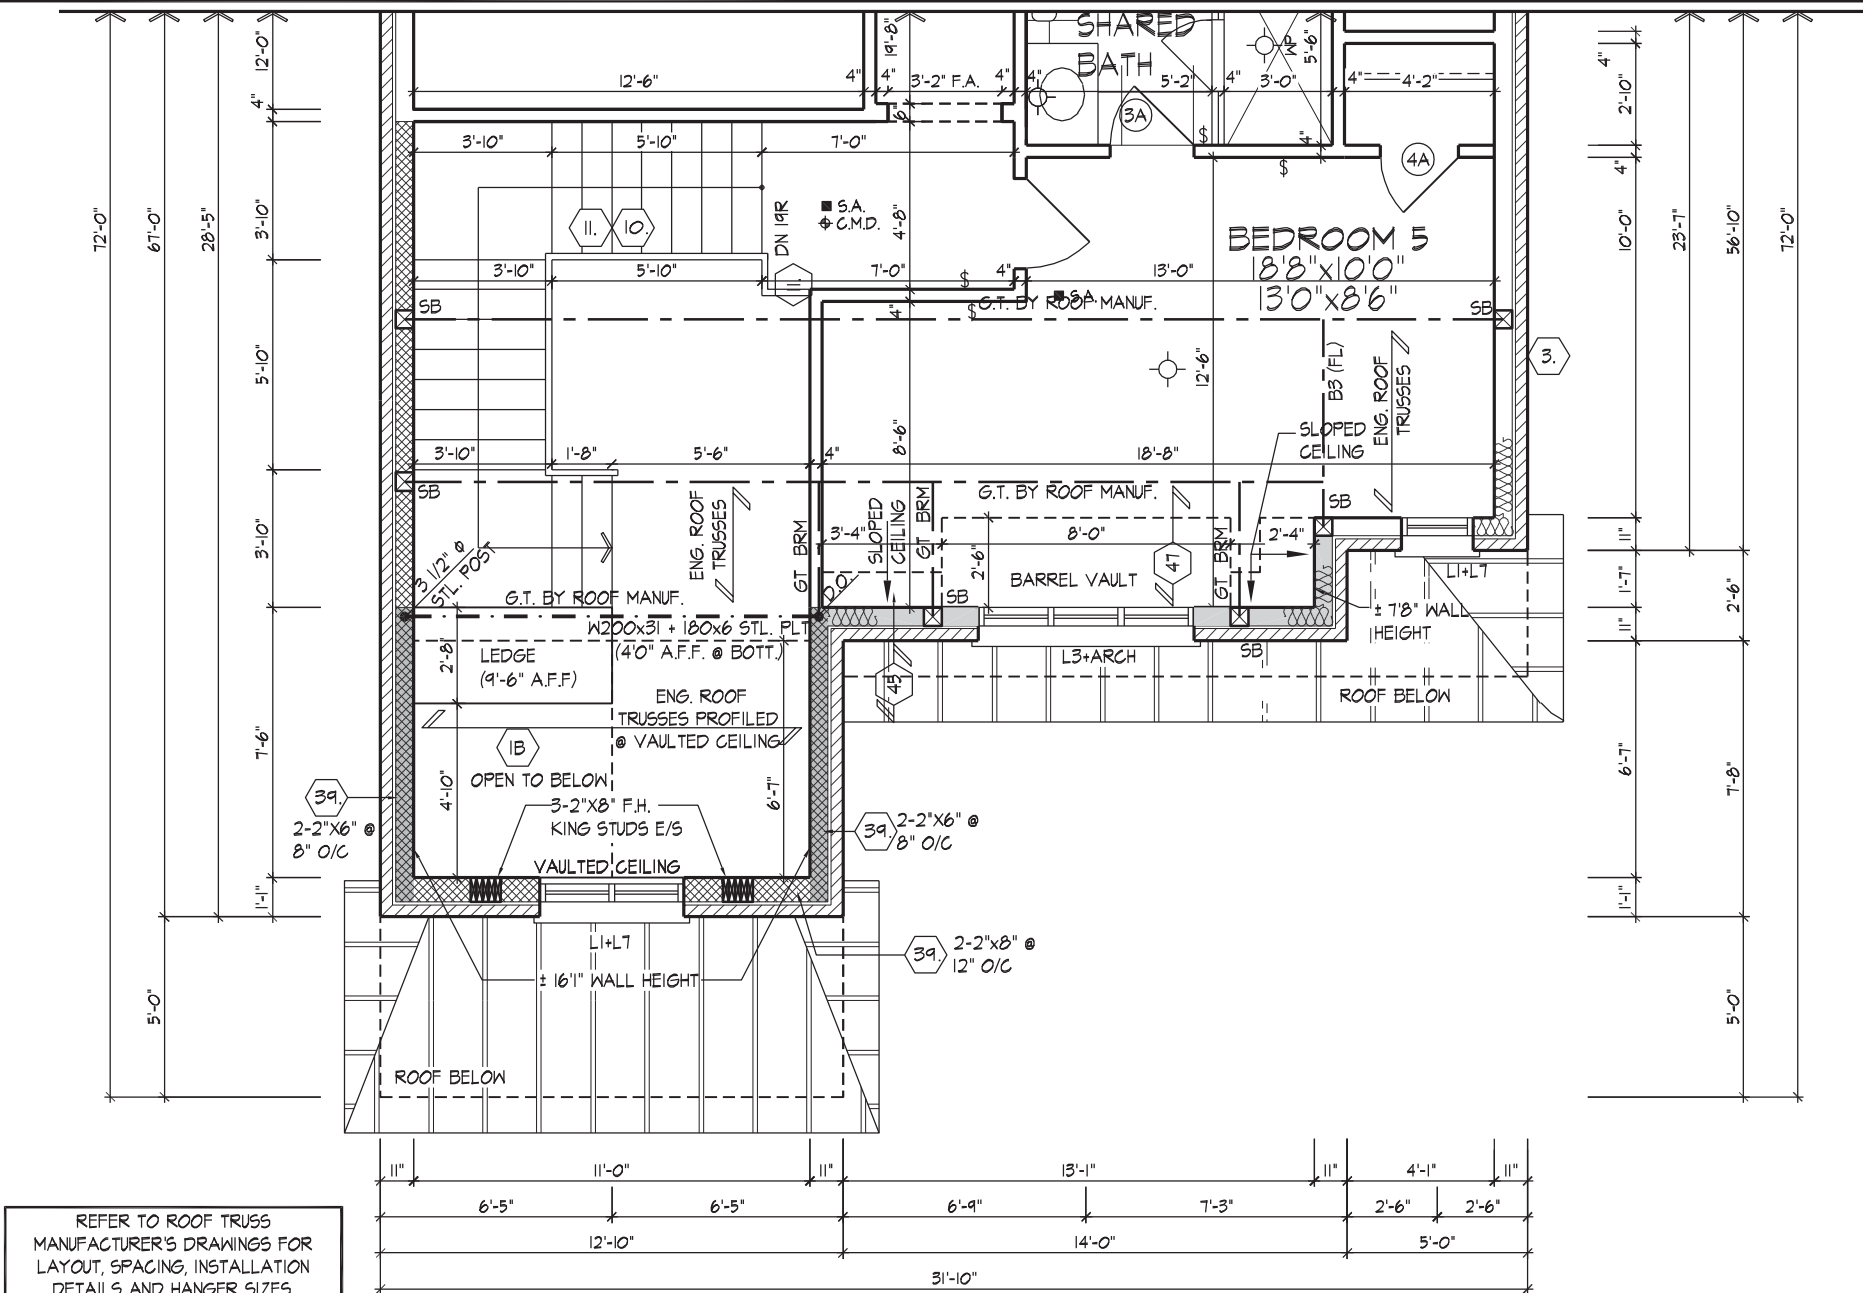 SHARED
BATH
19'-8"
M.P.
5'-6"
12'-0"
4"
12'-6"
4"
4"
3'-2" F.A.
4"
4"
5'-2"
4"
3'-0"
4"
4'-2"
4"
2'-10"
6"
3A
$
4"
$
4A
4"
3'-10"
5'-10"
7'-0"
72'-0"
67'-0"
28'-5"
3'-10"
11.
10.
DN 19R
S.A.
C.M.D.
4'-8"
BEDROOM 5
18'8"x10'0"
13'0"x8'6"
10'-0"
23'-7"
56'-10"
72'-0"
3'-10"
5'-10"
11.
7'-0"
$
4"
13'-0"
S.A.
G.T. BY ROOF MANUF.
SB
4"
$
SB
5'-10"
12'-6"
B3 (FL)
ENG. ROOF
TRUSSES
3.
8'-6"
SLOPED
CEILING
3'-10"
1'-8"
5'-6"
4"
18'-8"
SB
G.T. BY ROOF MANUF.
SB
3'-10"
ENG. ROOF
TRUSSES
GT BRM
3'-4"
SLOPED
CEILING
GT BRM
2'-6"
8'-0"
47
GT BRM
2'-4"
11"
BARREL VAULT
L1+L7
1'-7"
2'-6"
3 1/2" Φ
STL. POST
G.T. BY ROOF MANUF.
D.O.
SB
± 7'8" WALL
HEIGHT
11"
W200x31 + 180x6 STL. PLT
(4'0" A.F.F. @ BOTT.)
2'-8"
LEDGE
(9'-6" A.F.F)
L3+ARCH
SB
45
ROOF BELOW
ENG. ROOF
TRUSSES PROFILED
@ VAULTED CEILING
7'-6"
1B
OPEN TO BELOW
4'-10"
6'-7"
6'-7"
7'-8"
39.
2-2"X6" @
8" O/C
3-2"X8" F.H.
KING STUDS E/S
39.
2-2"X6" @
8" O/C
VAULTED CEILING
1'-1"
1'-1"
L1+L7
39.
2-2"x8" @
12" O/C
± 16'1" WALL HEIGHT
5'-0"
5'-0"
ROOF BELOW
11"
11'-0"
11"
13'-1"
11"
4'-1"
11"
6'-5"
6'-5"
6'-9"
7'-3"
2'-6"
2'-6"
12'-10"
14'-0"
5'-0"
31'-10"
REFER TO ROOF TRUSS
MANUFACTURER'S DRAWINGS FOR
LAYOUT, SPACING, INSTALLATION
DETAILS AND HANGER SIZES